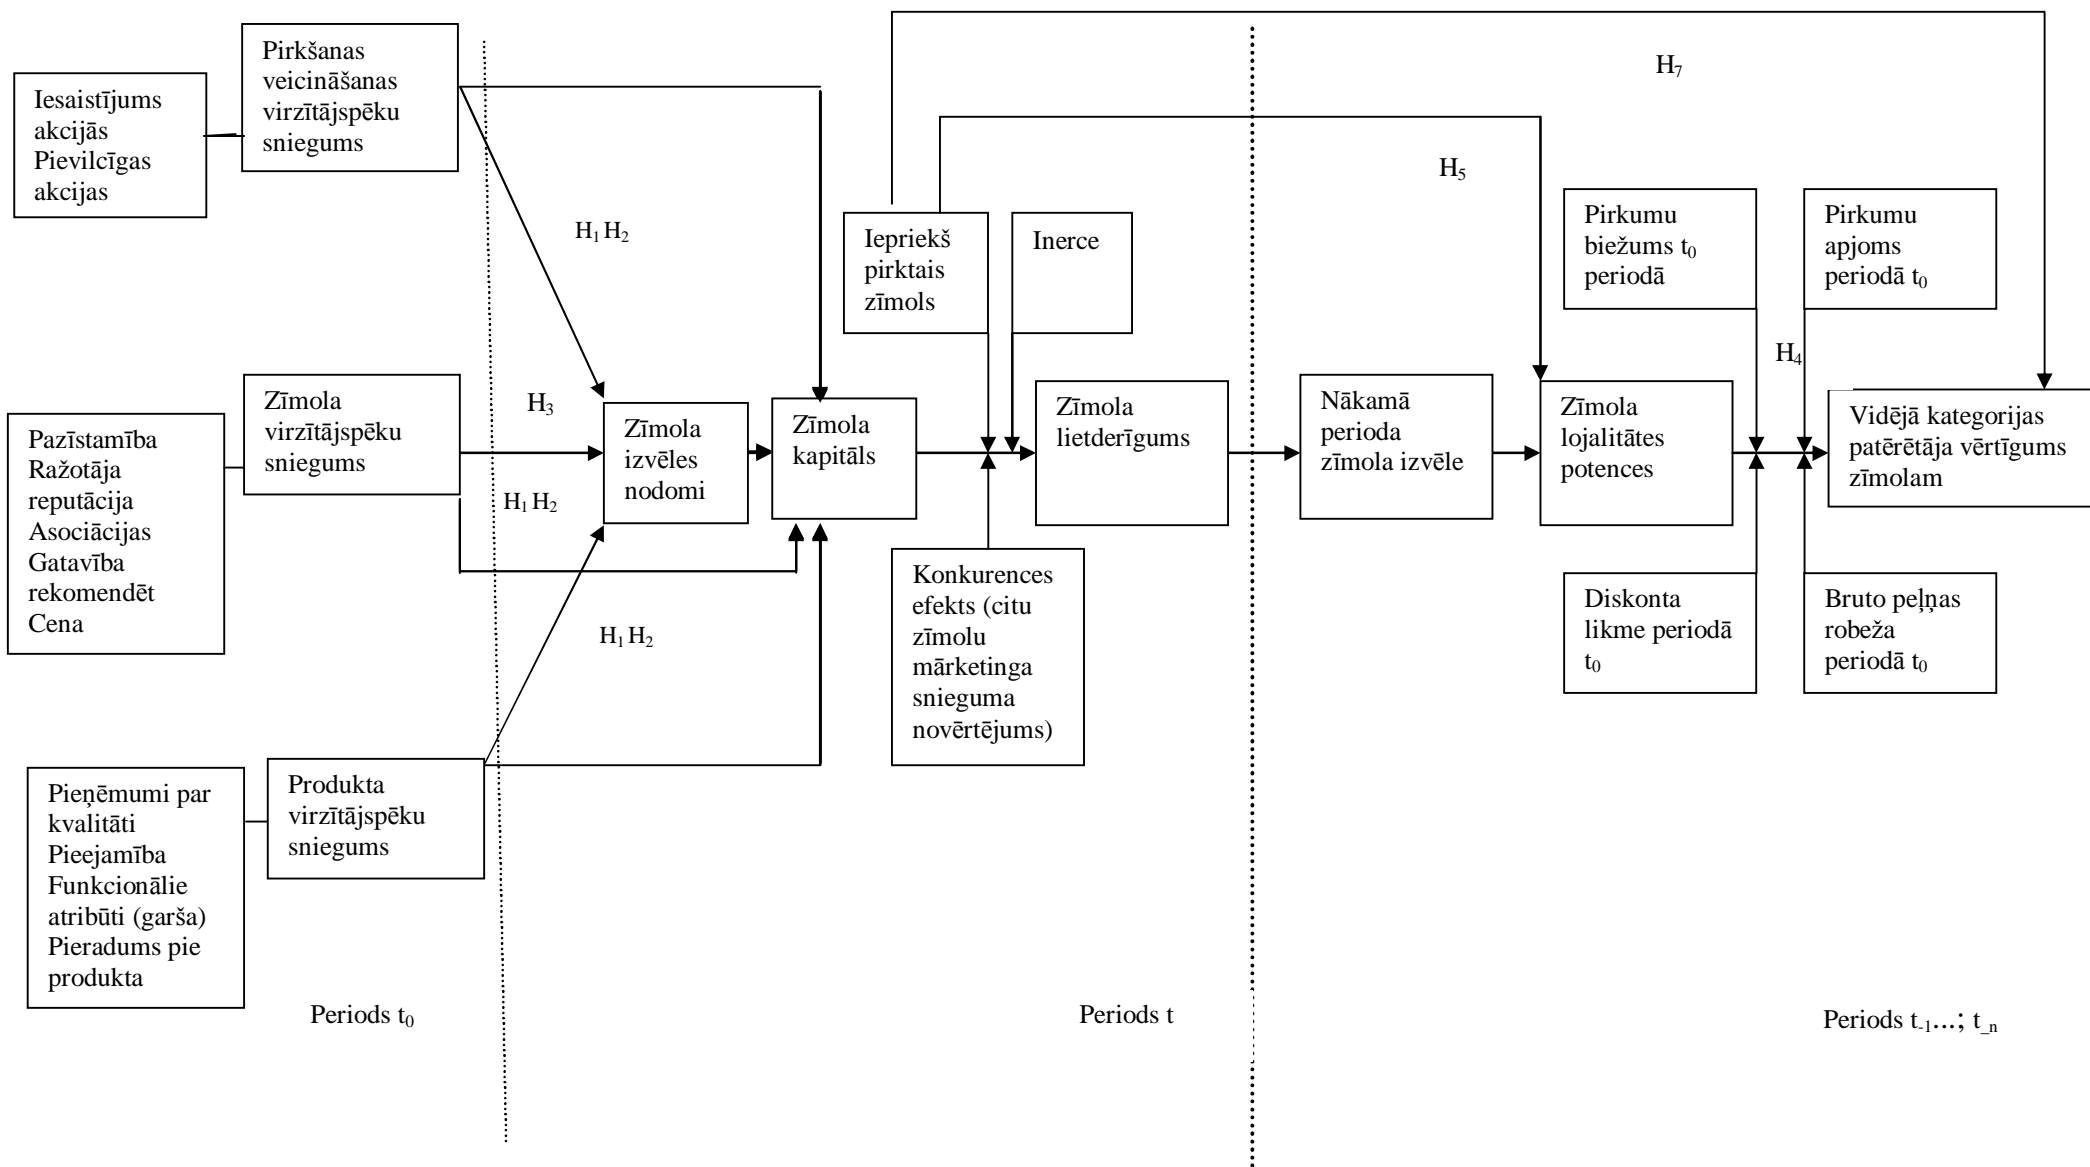 Iesaistījums
akcijās
Pievilcīgas
akcijas
Pirkšanas
veicināšanas
virzītājspēku
sniegums
H₇
H₅
H₁ H₂
Iepriekš
pirktais
zīmols
Inerce
Pirkumu
biežums t₀
periodā
Pirkumu
apjoms
periodā t₀
H₄
Pazīstamība
Ražotāja
reputācija
Asociācijas
Gatavība
rekomendēt
Cena
Zīmola
virzītājspēku
sniegums
H₃
H₁ H₂
Zīmola
izvēles
nodomi
Zīmola
kapitāls
Zīmola
lietderīgums
Nākamā
perioda
zīmola izvēle
Zīmola
lojalitātes
potences
Vidējā kategorijas
patērētāja vērtīgums
zīmolam
H₁ H₂
Konkurences
efekts (citu
zīmolu
mārketinga
snieguma
novērtējums)
Diskonta
likme periodā
t₀
Bruto peļņas
robeža
periodā t₀
Pieņēmumi par
kvalitāti
Pieejamība
Funkcionālie
atribūti (garša)
Pieradums pie
produkta
Produkta
virzītājspēku
sniegums
Periods t₀
Periods t
Periods t₋₁...; t_n